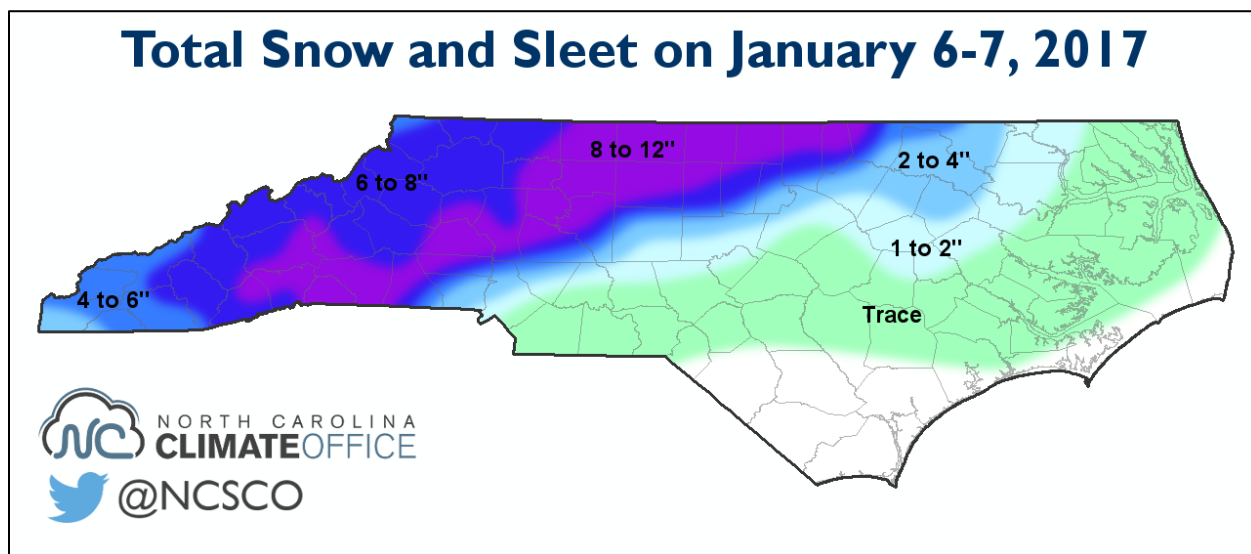 Total Snow and Sleet on January 6-7, 2017
8 to 12"
2 to 4"
6 to 8"
1 to 2"
4 to 6"
Trace
NC
NORTH CAROLINA
CLIMATEOFFICE
@NCSCO